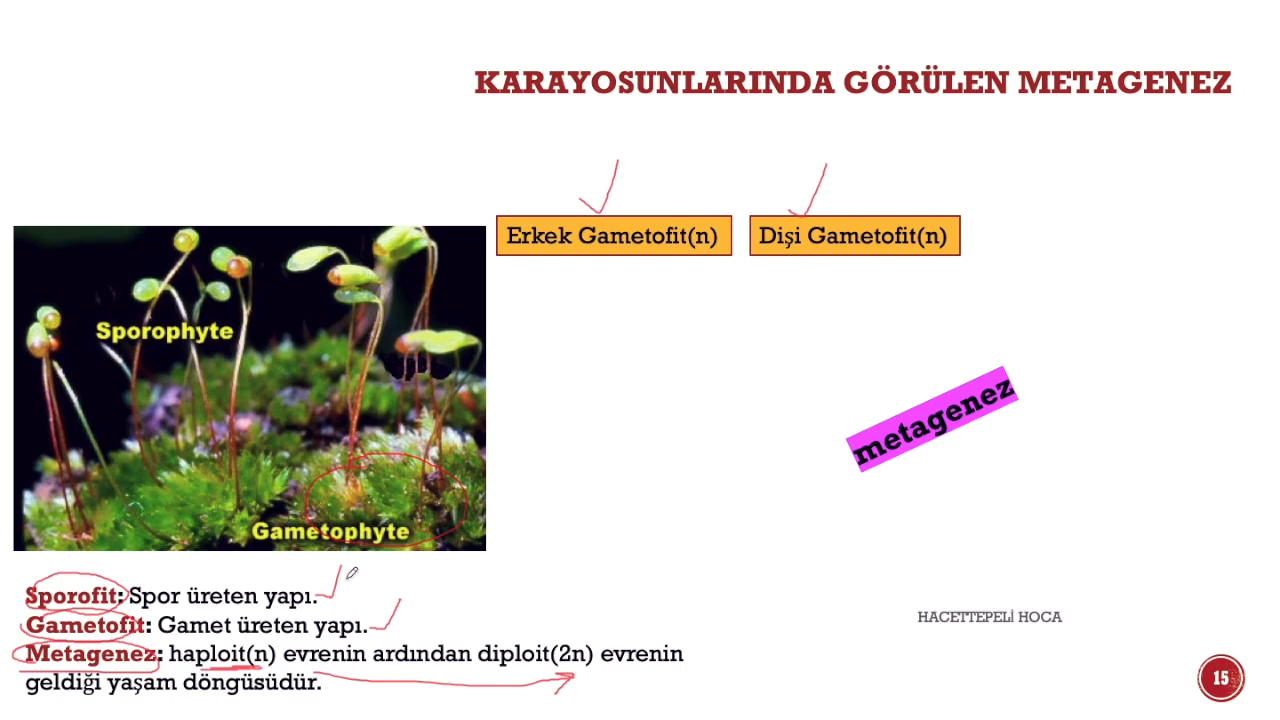 KARAYOSUNLARINDA GÖRÜLEN METAGENEZ
Erkek Gametofit(n)
Dişi Gametofit(n)
Sporophyte
Gametophyte
metagenez
Sporofit: Spor üreten yapı.
Gametofit: Gamet üreten yapı.
Metagenez: haploit(n) evrenin ardından diploit(2n) evrenin
geldiği yaşam döngüsüdür.
HACETTEPELİ HOCA
15